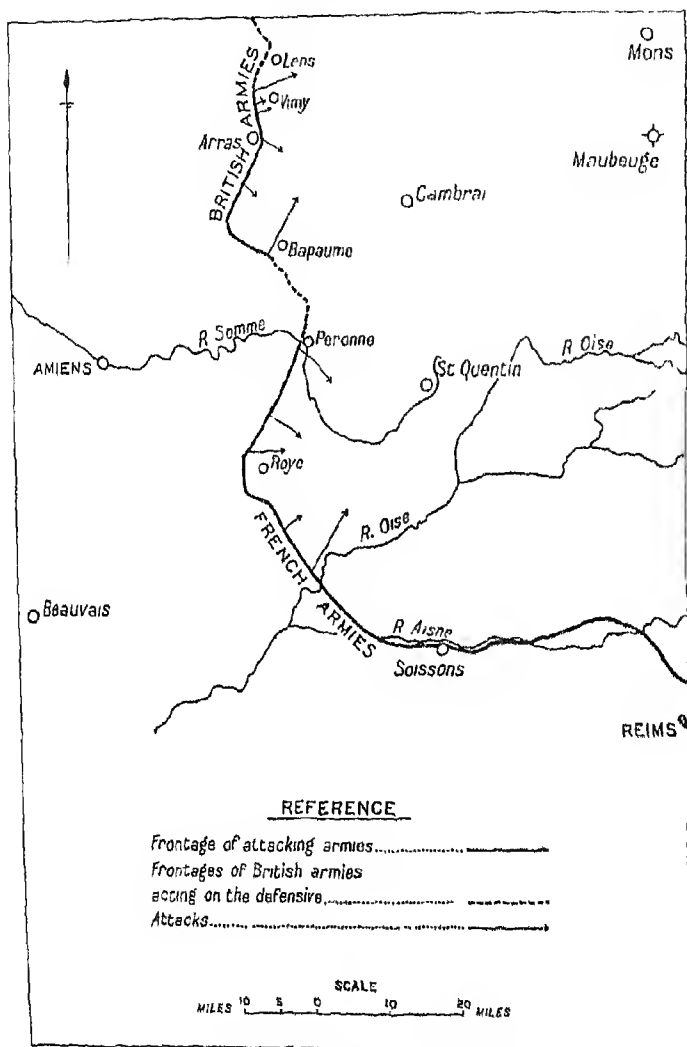 Mons
Lens
Vimy
BRITISH ARMIES
Arras
Maubeuge
Cambrai
Bapaume
R Somme
Peronne
AMIENS
St Quentin
R Oise
Roye
R. Oise
FRENCH ARMIES
Beauvais
R Aisne
Soissons
REIMS
REFERENCE
Frontage of attacking armies
Frontages of British armies
acting on the defensive
Attacks
SCALE
MILES 10 5 0 10 20 MILES